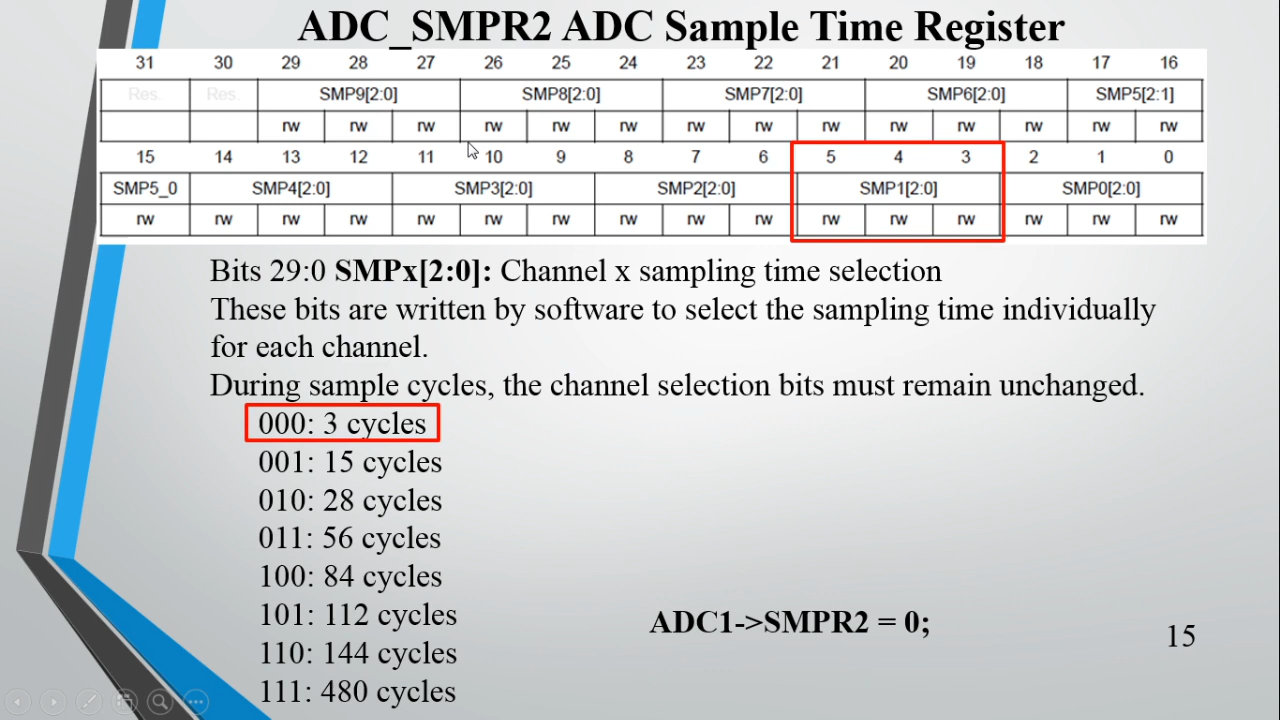 ADC_SMPR2 ADC Sample Time Register
31 30 29 28 27 26 25 24 23 22 21 20 19 18 17 16
Res. Res. SMP9[2:0] SMP8[2:0] SMP7[2:0] SMP6[2:0] SMP5[2:1]
rw rw rw rw rw rw rw rw rw rw rw rw rw rw
15 14 13 12 11 10 9 8 7 6 5 4 3 2 1 0
SMP5_0 SMP4[2:0] SMP3[2:0] SMP2[2:0] SMP1[2:0] SMP0[2:0]
rw rw rw rw rw rw rw rw rw rw rw rw rw rw rw rw
Bits 29:0 SMPx[2:0]: Channel x sampling time selection
These bits are written by software to select the sampling time individually
for each channel.
During sample cycles, the channel selection bits must remain unchanged.
000: 3 cycles
001: 15 cycles
010: 28 cycles
011: 56 cycles
100: 84 cycles
101: 112 cycles
110: 144 cycles
111: 480 cycles
ADC1->SMPR2 = 0;
15